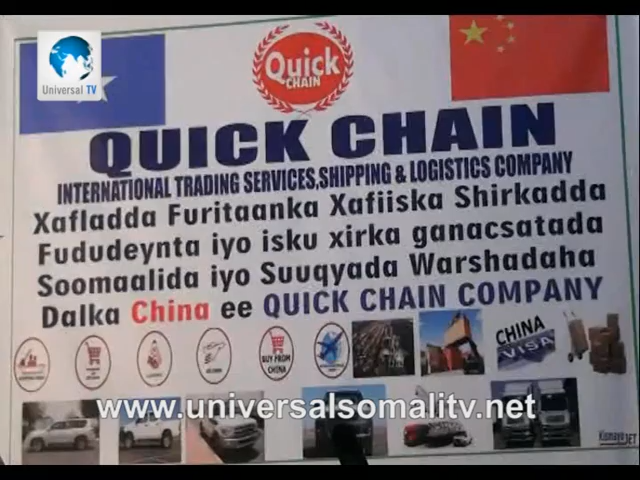 Universal TV
Quick
CHAIN
QUICK CHAIN
INTERNATIONAL TRADING SERVICES,SHIPPING & LOGISTICS COMPANY
Xafladda Furitaanka Xafiiska Shirkadda
Fududeynta iyo isku xirka ganacsatada
Soomaalida iyo Suuqyada Warshadaha
Dalka China ee QUICK CHAIN COMPANY
BUY FROM
CHINA
CHINA
VISA
www.universalsomalitv.net